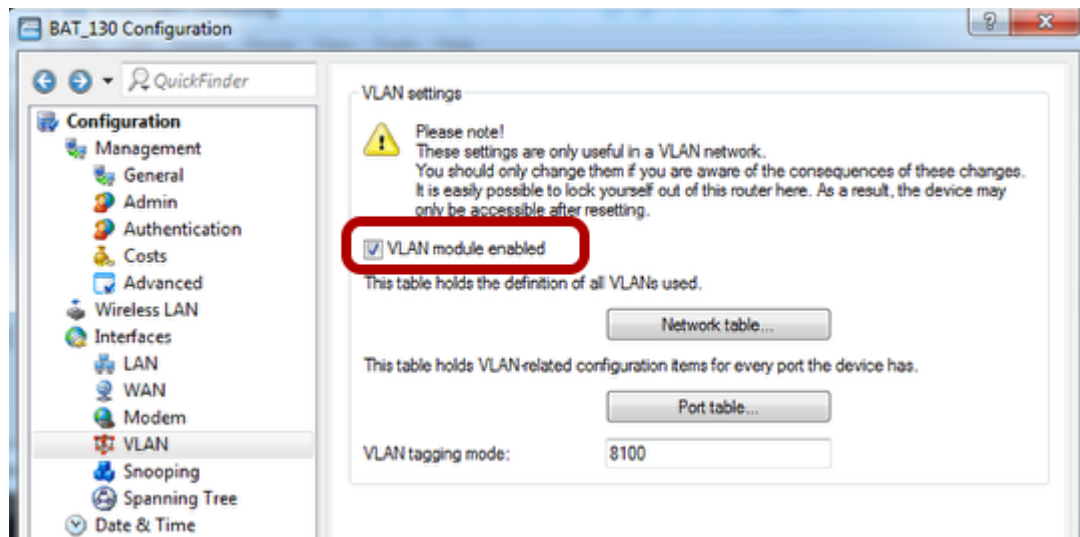 BAT_130 Configuration
QuickFinder
Configuration
Management
General
Admin
Authentication
Costs
Advanced
Wireless LAN
Interfaces
LAN
WAN
Modem
VLAN
Snooping
Spanning Tree
Date & Time
VLAN settings
Please note!
These settings are only useful in a VLAN network.
You should only change them if you are aware of the consequences of these changes.
It is easily possible to lock yourself out of this router here. As a result, the device may
only be accessible after resetting.
VLAN module enabled
This table holds the definition of all VLANs used.
Network table...
This table holds VLAN-related configuration items for every port the device has.
Port table...
VLAN tagging mode:
8100